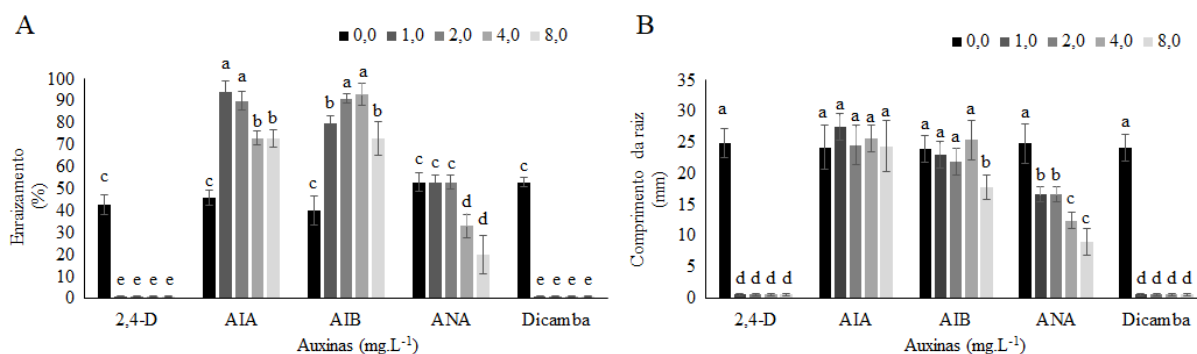 A
0,0 1,0 2,0 4,0 8,0
Enraizamento
(%)
100
90
80
70
60
50
40
30
20
10
0
c e e e e
c a a b b
c b a a b
c c c d d
c e e e e
2,4-D AIA AIB ANA Dicamba
Auxinas (mg.L-1)
B
0,0 1,0 2,0 4,0 8,0
Comprimento da raiz
(mm)
35
30
25
20
15
10
5
0
a d d d d
a a a a a
a a a a b
a b b c c
a d d d d
2,4-D AIA AIB ANA Dicamba
Auxinas (mg.L-1)